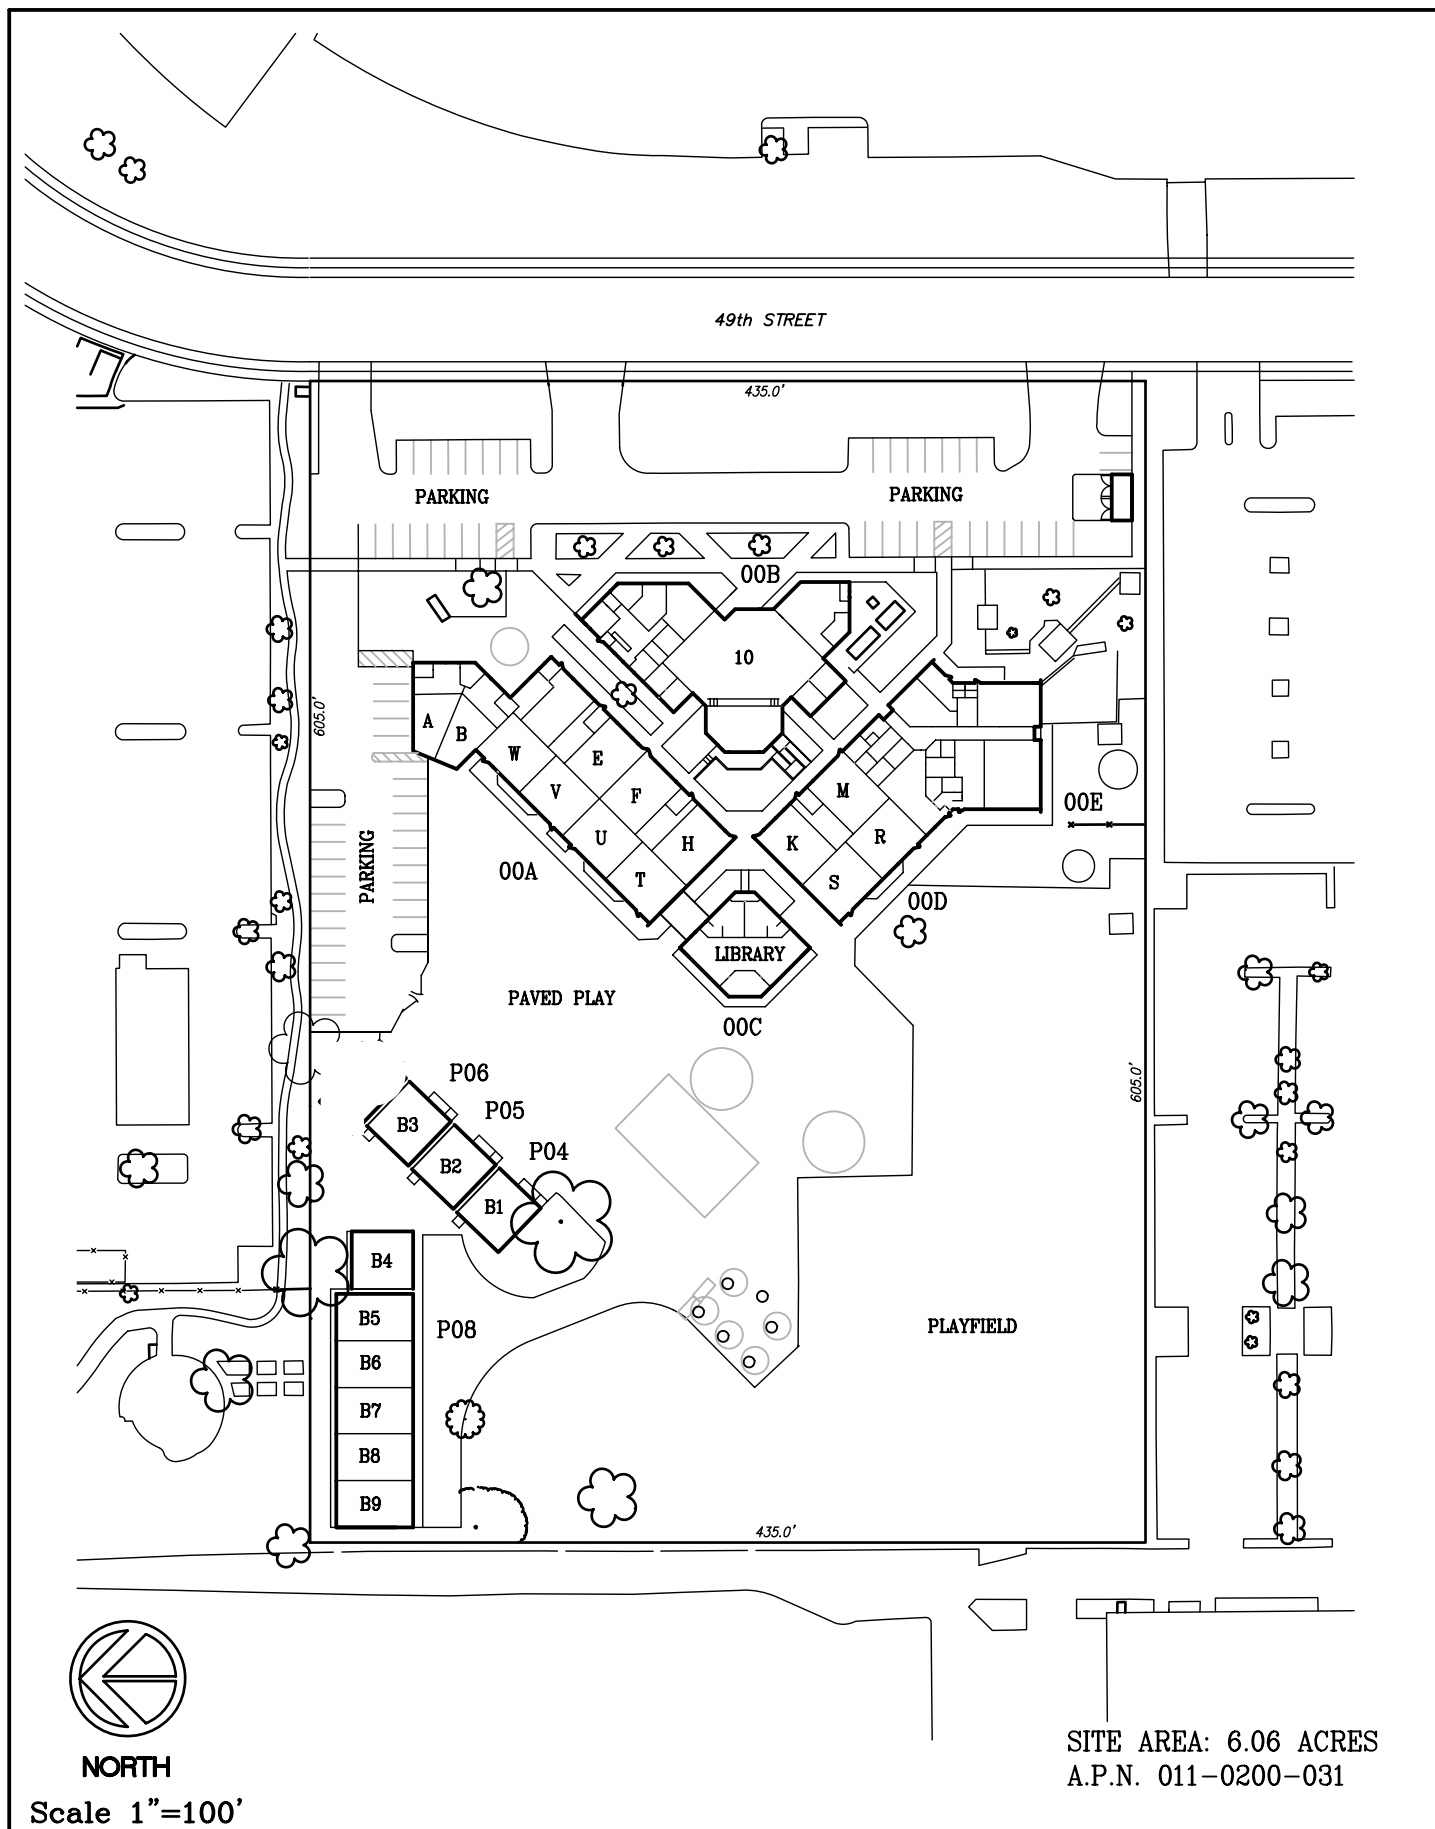 49th STREET
435.0'
PARKING
PARKING
00B
10
605.0'
A
B
W
E
V
F
M
00E
U
H
K
R
00A
PARKING
T
S
00D
LIBRARY
PAVED PLAY
00C
P06
605.0'
P05
B3
P04
B2
B1
B4
B5
P08
PLAYFIELD
B6
B7
B8
B9
435.0'
NORTH
Scale 1"=100'
SITE AREA: 6.06 ACRES
A.P.N. 011-0200-031